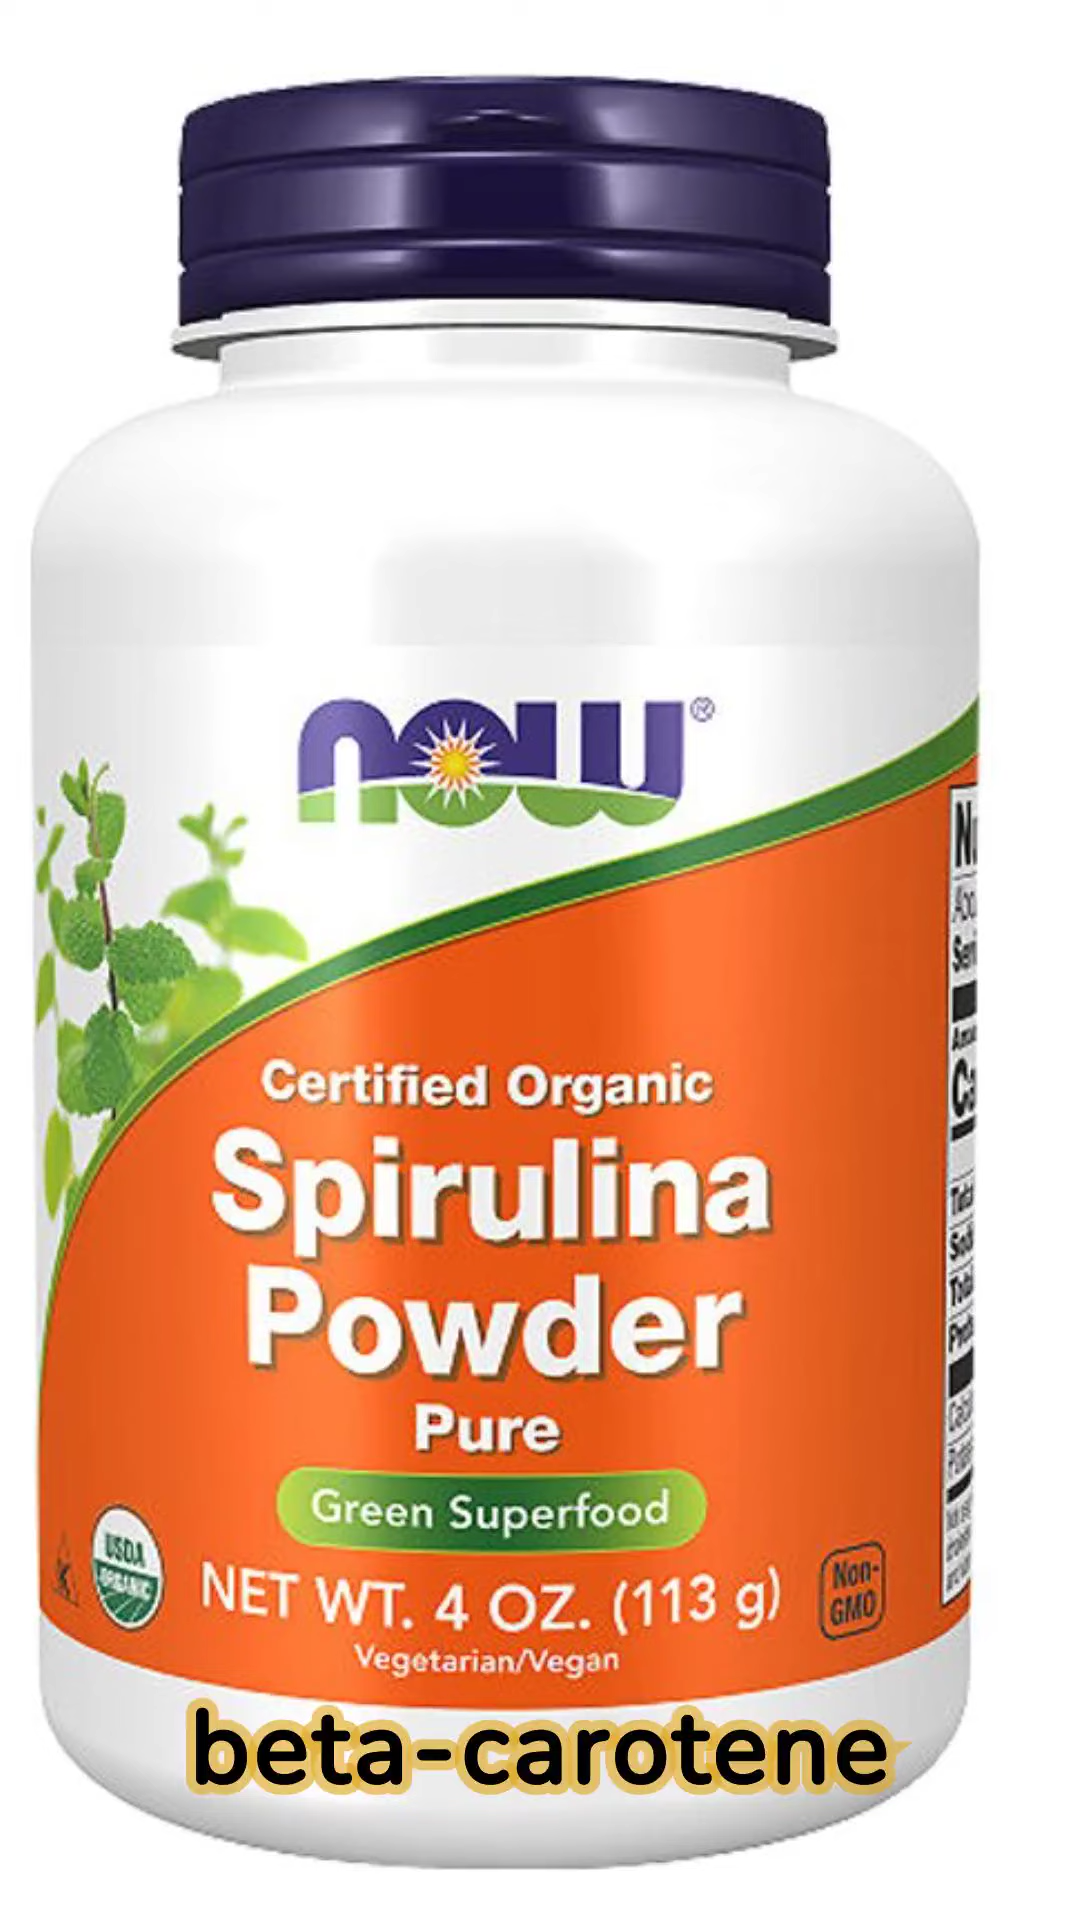 now®
Certified Organic
Spirulina
Powder
Pure
Green Superfood
USDA
ORGANIC
NET WT. 4 OZ. (113 g)
Non-
GMO
Vegetarian/Vegan
beta-carotene